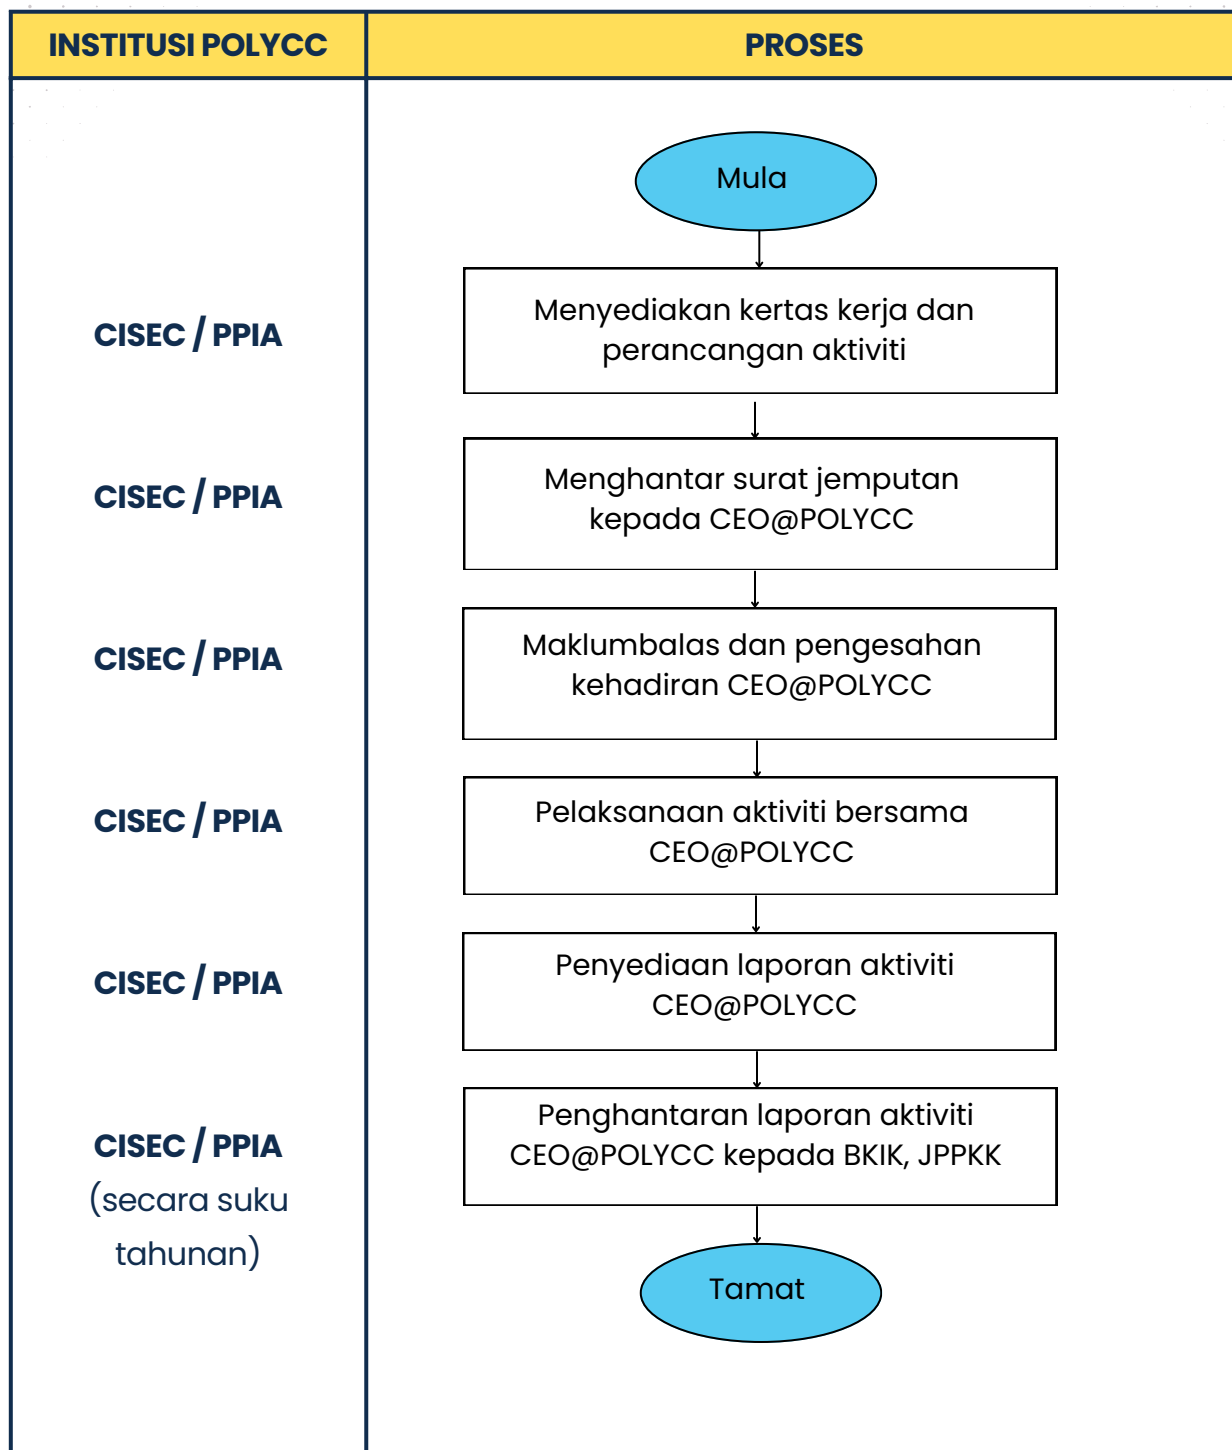 INSTITUSI POLYCC
PROSES
Mula
CISEC / PPIA
Menyediakan kertas kerja dan
perancangan aktiviti
CISEC / PPIA
Menghantar surat jemputan
kepada CEO@POLYCC
CISEC / PPIA
Maklumbalas dan pengesahan
kehadiran CEO@POLYCC
CISEC / PPIA
Pelaksanaan aktiviti bersama
CEO@POLYCC
CISEC / PPIA
Penyediaan laporan aktiviti
CEO@POLYCC
CISEC / PPIA
(secara suku
tahunan)
Penghantaran laporan aktiviti
CEO@POLYCC kepada BKIK, JPPKK
Tamat